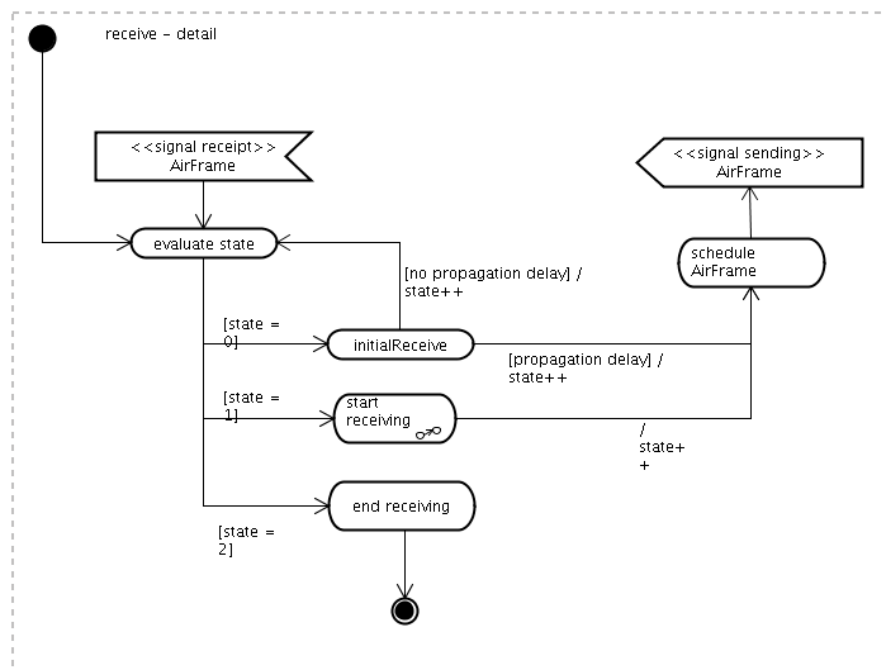 receive – detail
<<signal receipt>>
AirFrame
<<signal sending>>
AirFrame
evaluate state
schedule
AirFrame
[no propagation delay] /
state++
[state =
0]
initialReceive
[propagation delay] /
state++
[state =
1]
start
receiving
/
state+
+
end receiving
[state =
2]